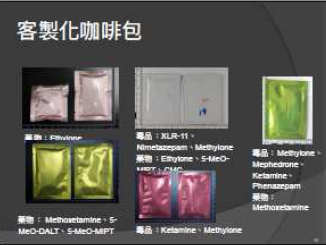 客製化咖啡包
藥物：Ethylone
毒品：XLR-11、
Nimetazepam、Methylone
藥物：Ethylone、5-MeO-
MIPT、CMC
毒品：Methylone、
Mephedrone、
Ketamine、
Phenazepam
藥物：
Methoxetamine
藥物：Methoxetamine、5-
MeO-DALT、5-MeO-MIPT
毒品：Ketamine、Methylone